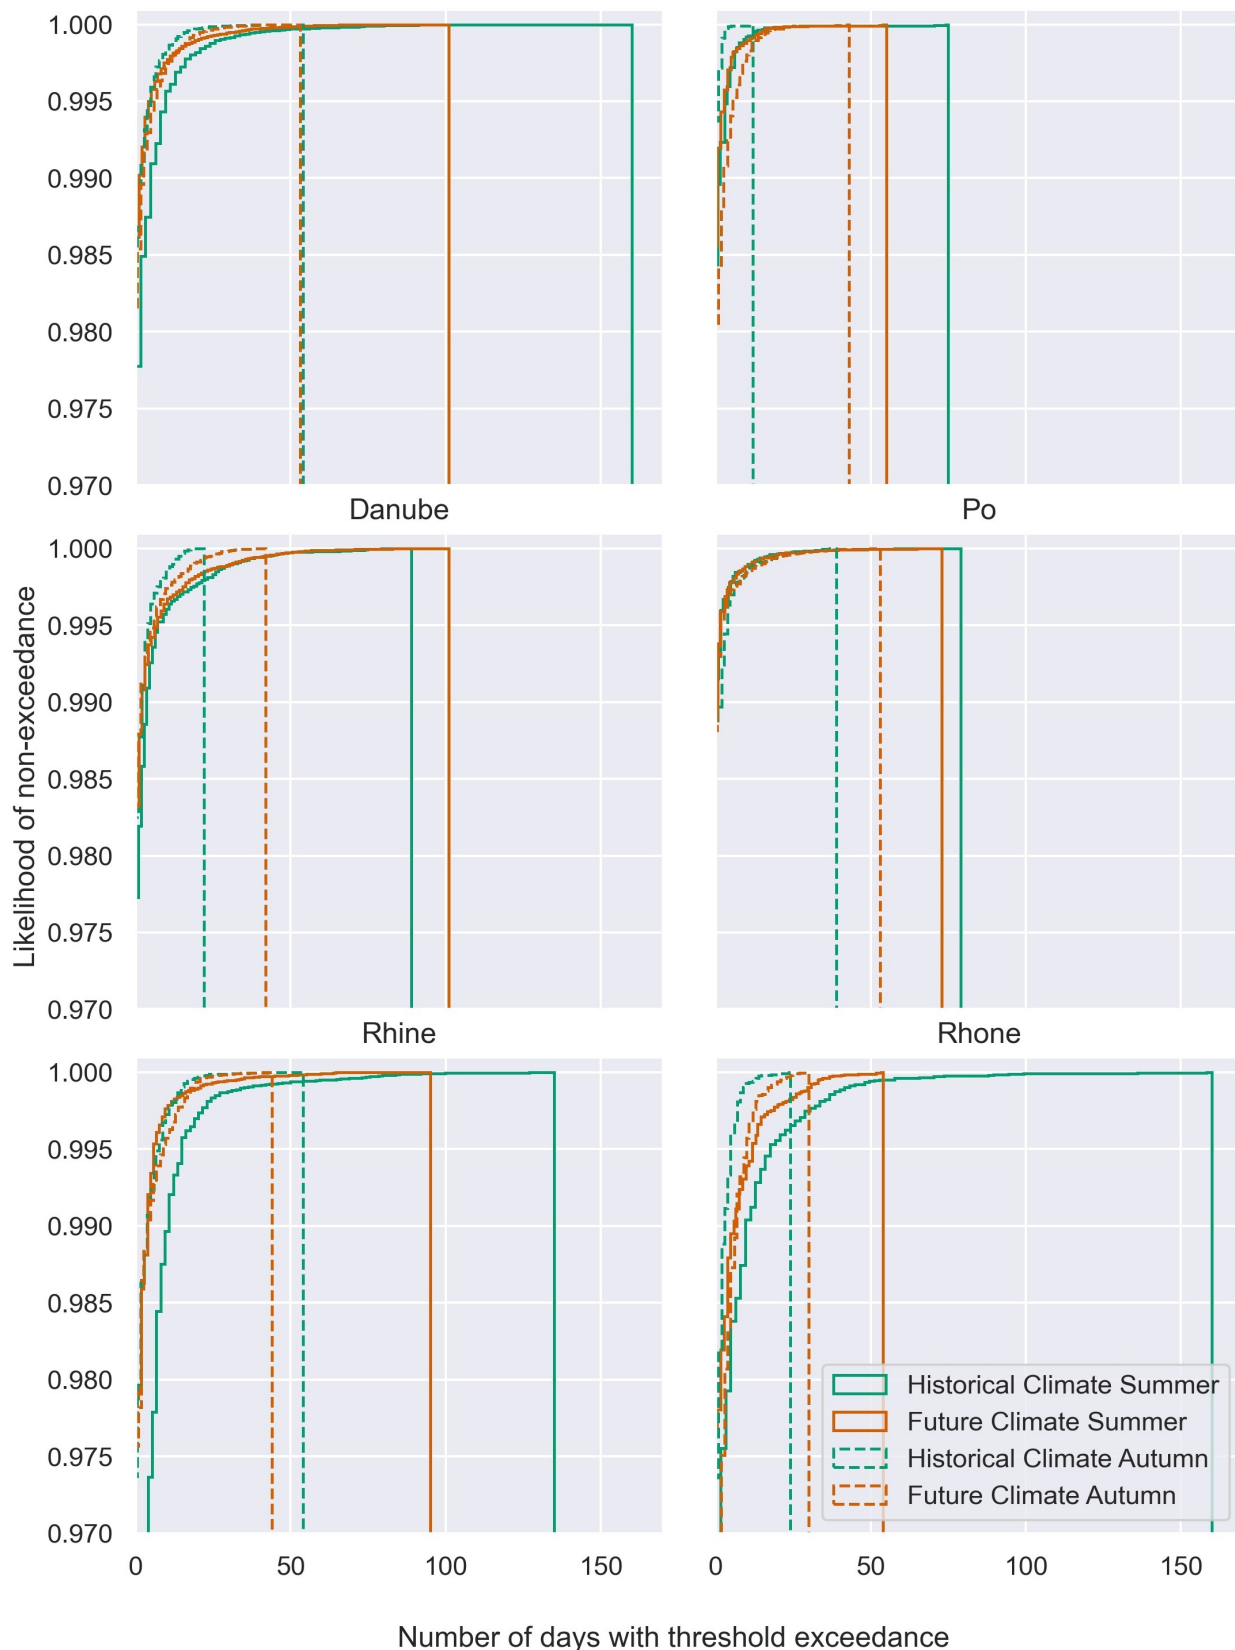 1.000
0.995
0.990
0.985
0.980
0.975
0.970
Danube
Po
1.000
0.995
0.990
0.985
0.980
0.975
0.970
Rhine
Rhone
1.000
0.995
0.990
0.985
0.980
0.975
0.970
Likelihood of non-exceedance
Historical Climate Summer
Future Climate Summer
Historical Climate Autumn
Future Climate Autumn
0 50 100 150
0 50 100 150
Number of days with threshold exceedance